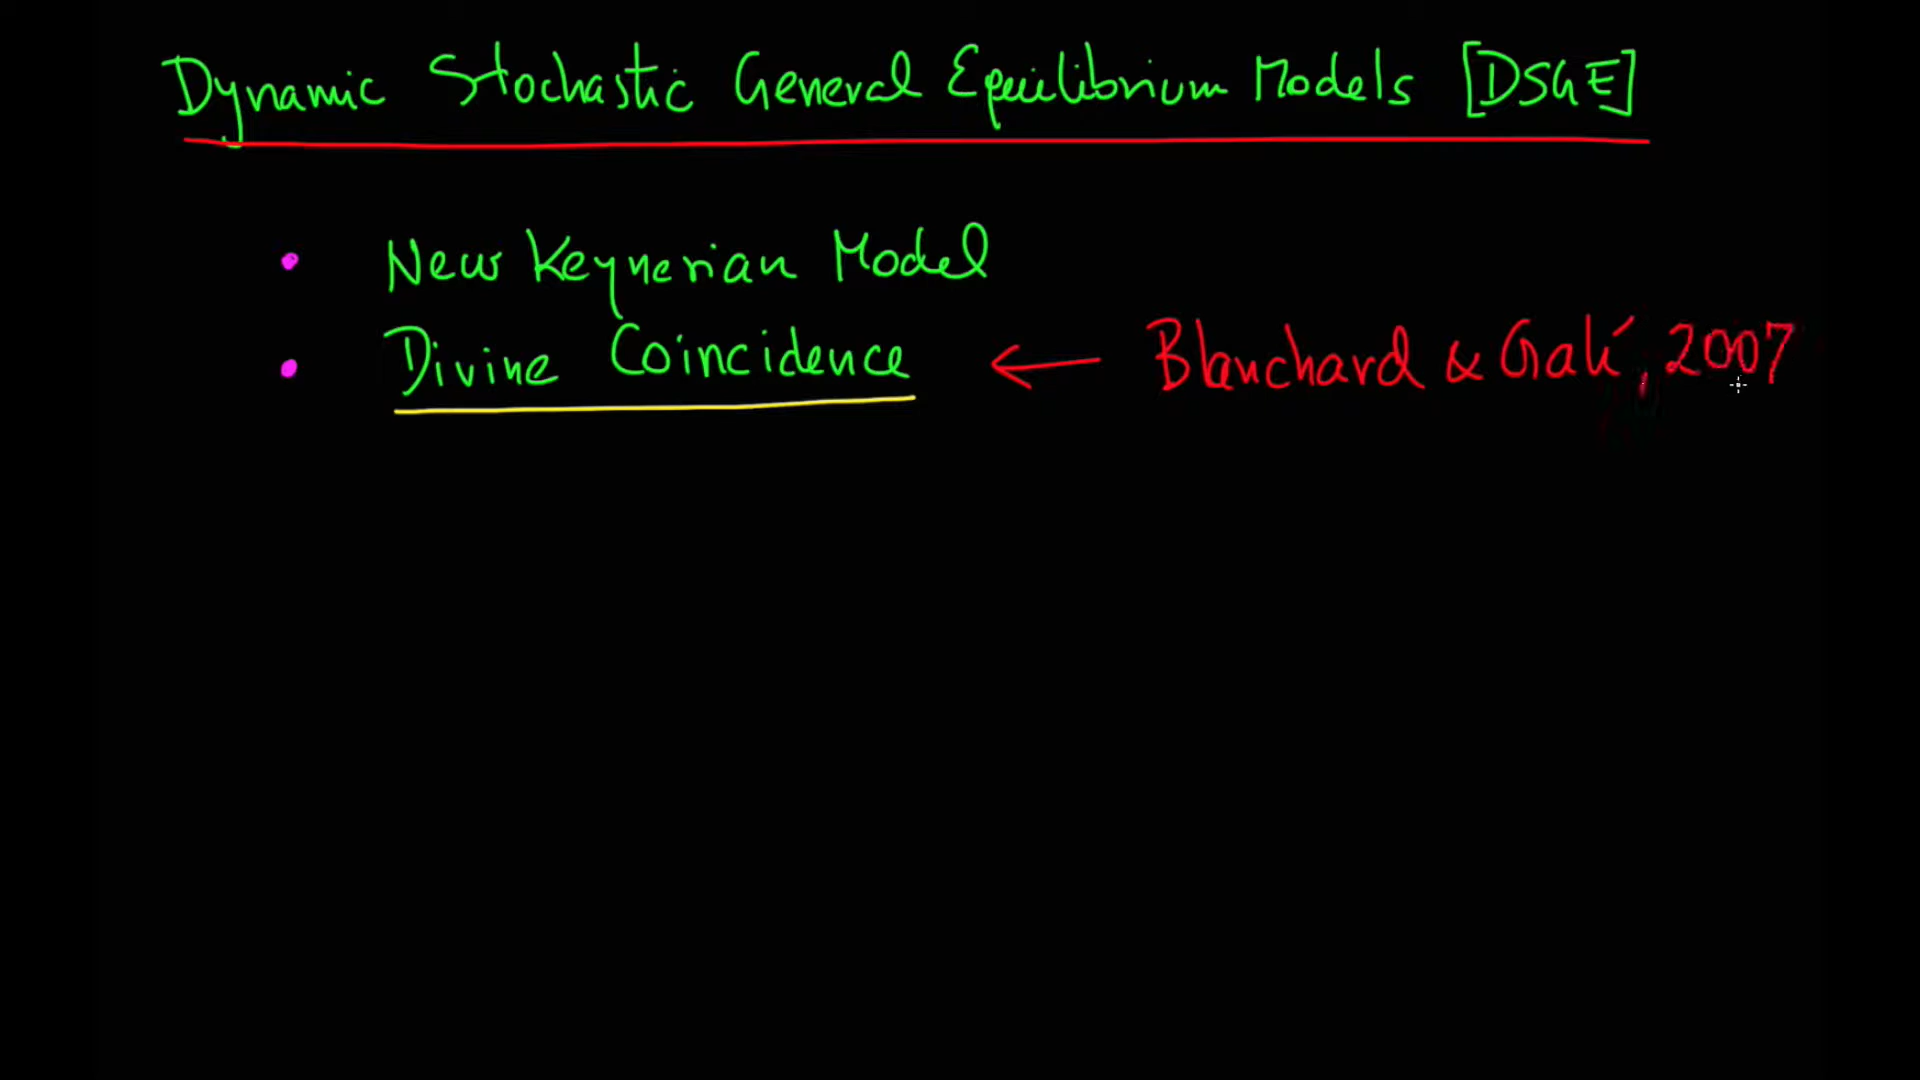 Dynamic Stochastic General Equilibrium Models [DSGE]
• New Keynesian Model
• Divine Coincidence ← Blanchard & Galí, 2007